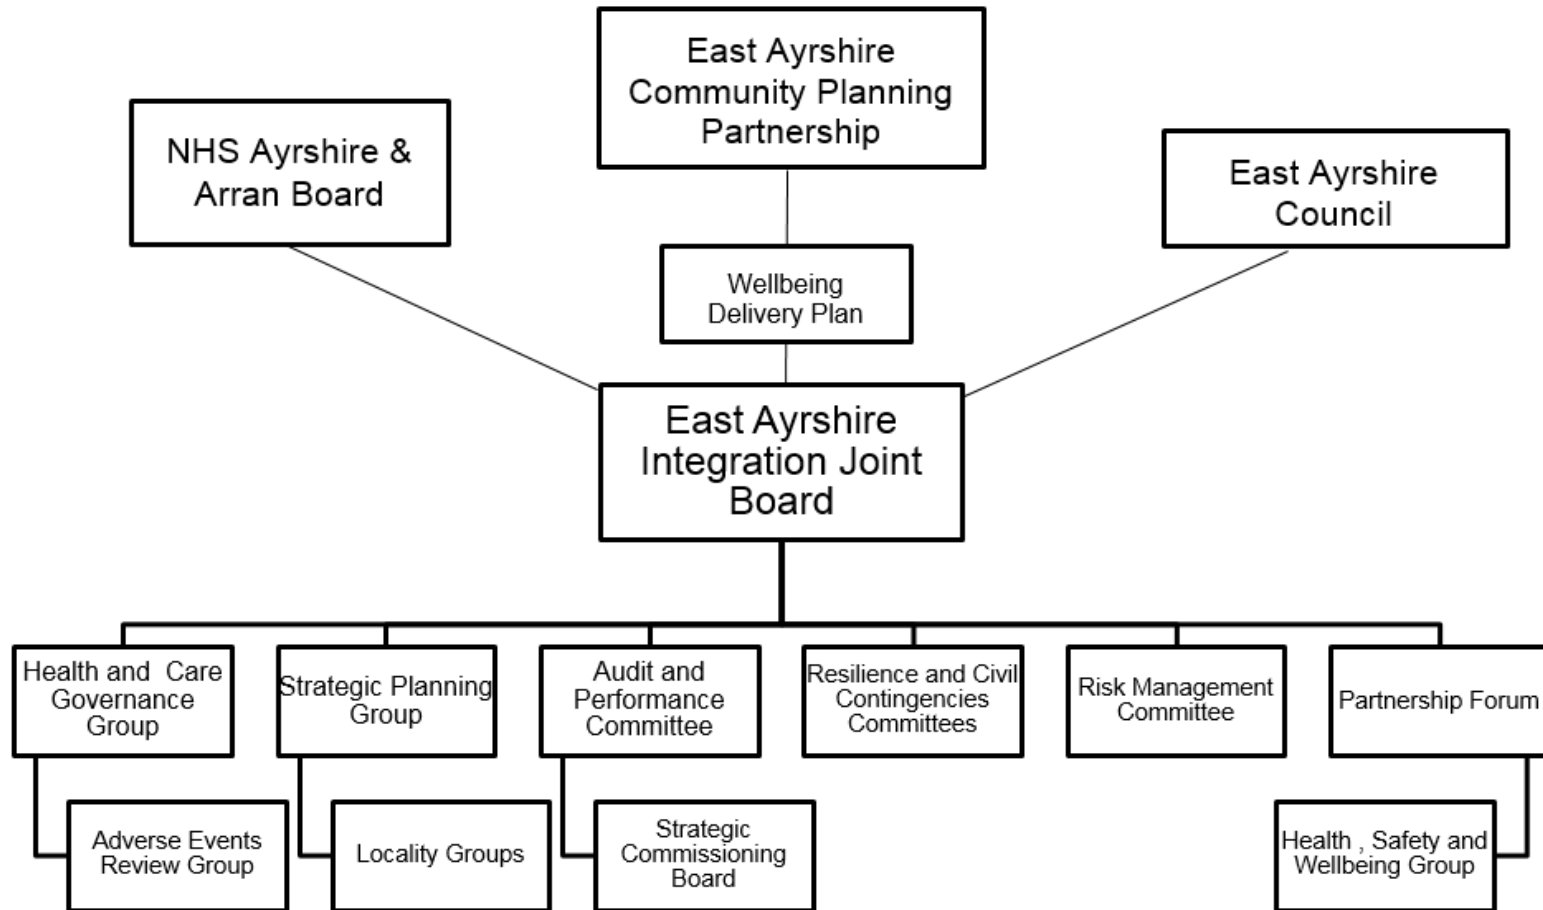 East Ayrshire
Community Planning
Partnership
NHS Ayrshire &
Arran Board
East Ayrshire
Council
Wellbeing
Delivery Plan
East Ayrshire
Integration Joint
Board
Health and  Care
Governance
Group
Strategic Planning
Group
Audit and
Performance
Committee
Resilience and Civil
Contingencies
Committees
Risk Management
Committee
Partnership Forum
Adverse Events
Review Group
Locality Groups
Strategic
Commissioning
Board
Health , Safety and
Wellbeing Group